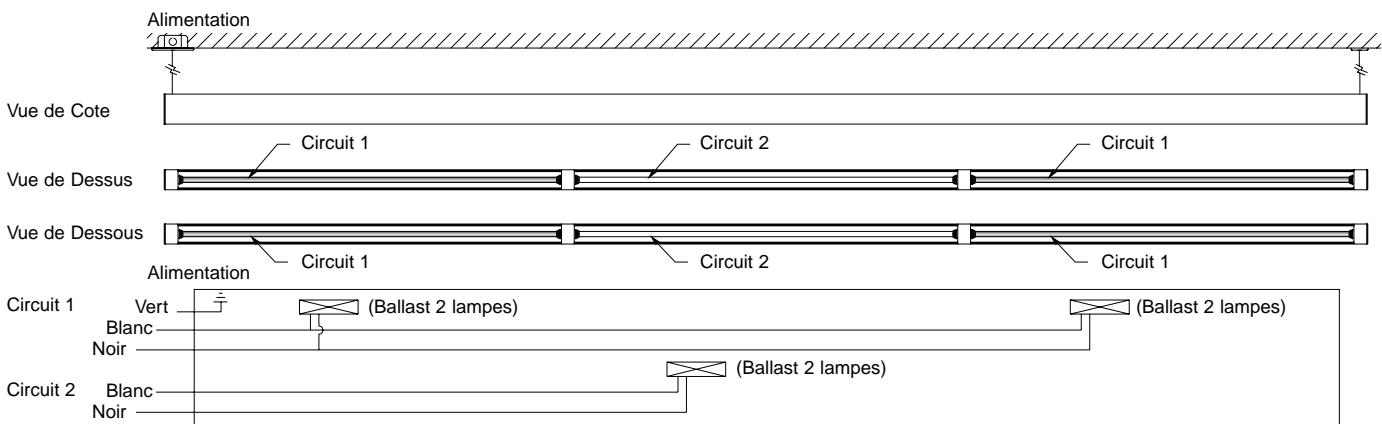 Alimentation
Vue de Cote
Circuit 1 Circuit 2 Circuit 1
Vue de Dessus
Vue de Dessous
Circuit 1 Circuit 2 Circuit 1
Alimentation
Circuit 1 Vert (Ballast 2 lampes) (Ballast 2 lampes)
Blanc
Noir
(Ballast 2 lampes)
Circuit 2 Blanc
Noir